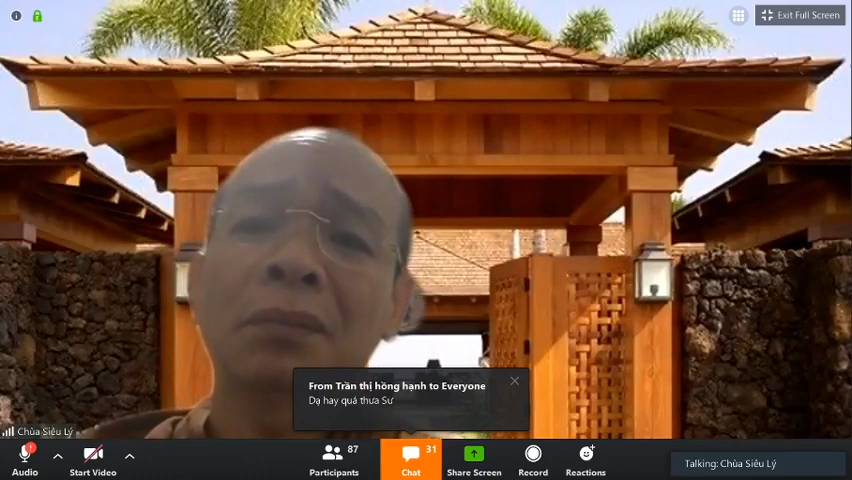 Exit Full Screen
From Trần thị hồng hạnh to Everyone
Dạ hay quá thưa Sư
Chùa Siêu Lý
Audio
Start Video
87
Participants
31
Chat
Share Screen
Record
Reactions
Talking: Chùa Siêu Lý